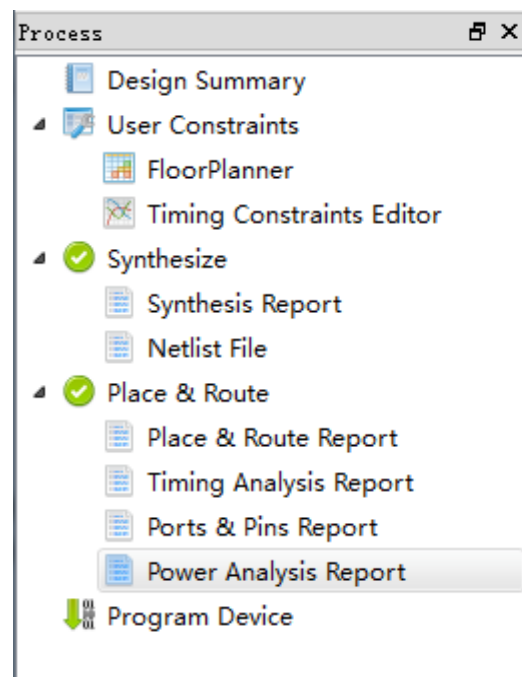 Process
Design Summary
User Constraints
FloorPlanner
Timing Constraints Editor
Synthesize
Synthesis Report
Netlist File
Place & Route
Place & Route Report
Timing Analysis Report
Ports & Pins Report
Power Analysis Report
Program Device